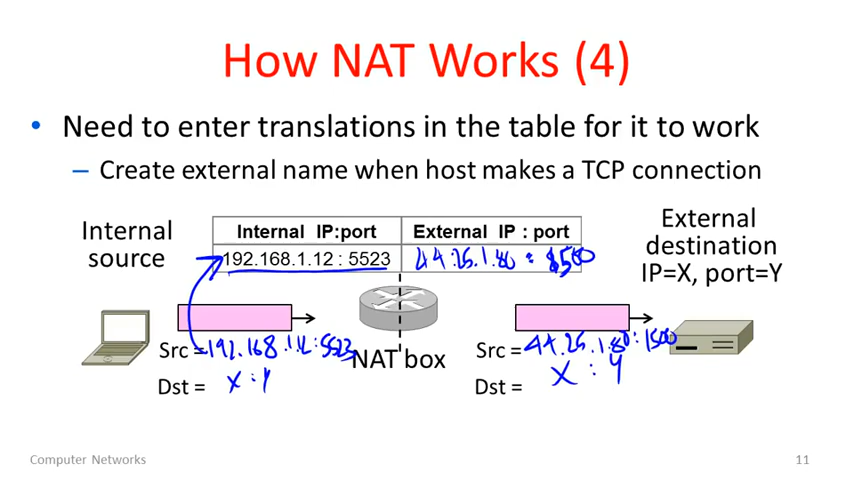 How NAT Works (4)
• Need to enter translations in the table for it to work
– Create external name when host makes a TCP connection
Internal source
Internal IP:port External IP : port
192.168.1.12 : 5523 44.25.1.80 : 1500
External destination
IP=X, port=Y
Src = 192.168.1.12:5523
Dst = X : Y
NAT box
Src = 44.25.1.80:1500
Dst = X : Y
Computer Networks
11